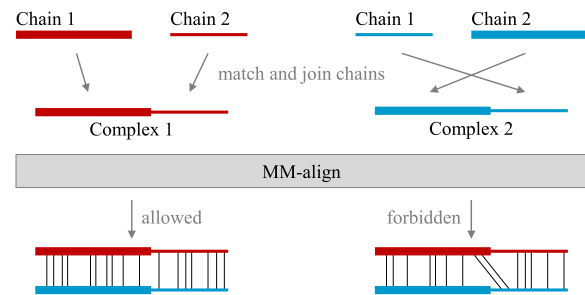 Chain 1 Chain 2 Chain 1 Chain 2
match and join chains
Complex 1 Complex 2
MM-align
allowed forbidden